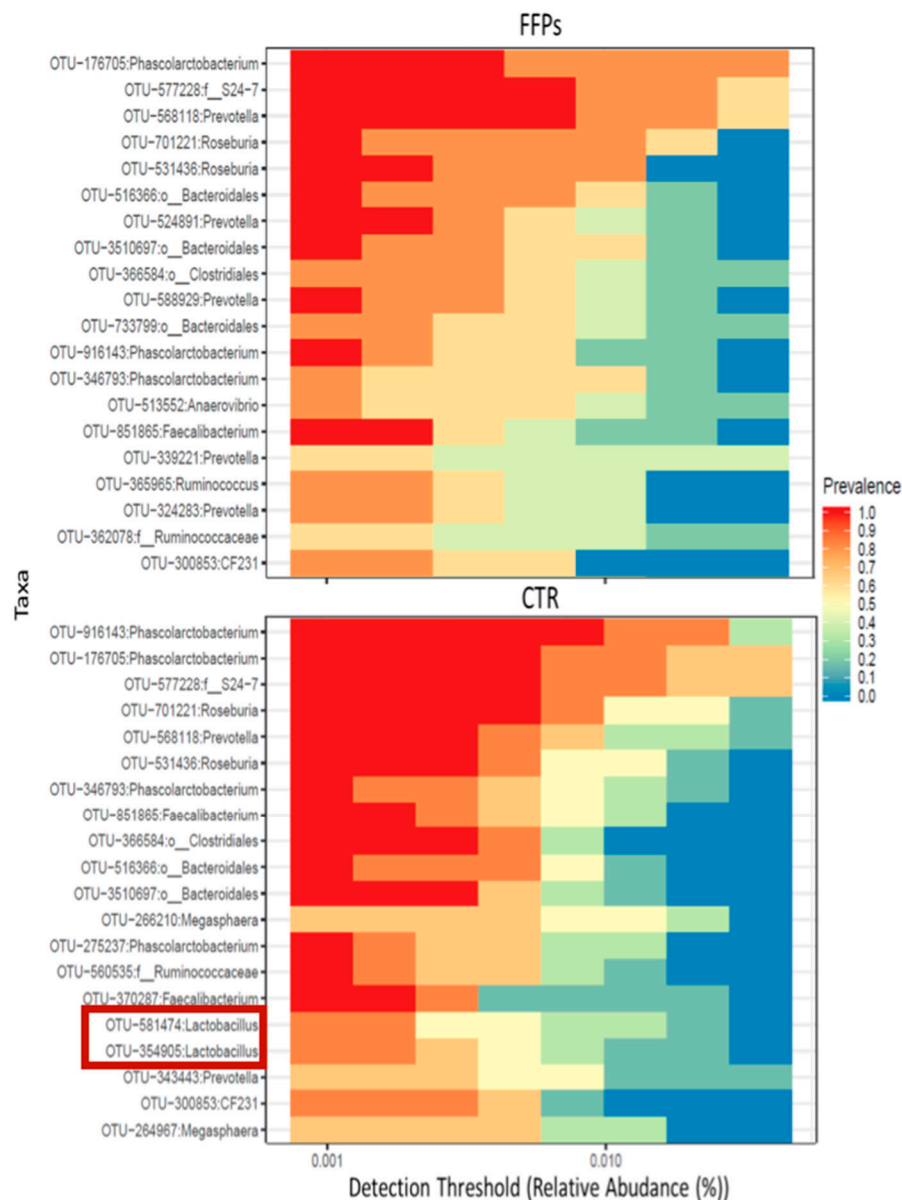 FFPs
OTU-176705:Phascolarctobacterium
OTU-577228:f__S24-7
OTU-568118:Prevotella
OTU-701221:Roseburia
OTU-531436:Roseburia
OTU-516366:o__Bacteroidales
OTU-524891:Prevotella
OTU-3510697:o__Bacteroidales
OTU-366584:o__Clostridiales
OTU-588929:Prevotella
OTU-733799:o__Bacteroidales
OTU-916143:Phascolarctobacterium
OTU-346793:Phascolarctobacterium
OTU-513552:Anaerovibrio
OTU-851865:Faecalibacterium
OTU-339221:Prevotella
OTU-365965:Ruminococcus
OTU-324283:Prevotella
OTU-362078:f__Ruminococcaceae
OTU-300853:CF231
Prevalence
1.0
0.9
0.8
0.7
0.6
0.5
0.4
0.3
0.2
0.1
0.0
Taxa
CTR
OTU-916143:Phascolarctobacterium
OTU-176705:Phascolarctobacterium
OTU-577228:f__S24-7
OTU-701221:Roseburia
OTU-568118:Prevotella
OTU-531436:Roseburia
OTU-346793:Phascolarctobacterium
OTU-851865:Faecalibacterium
OTU-366584:o__Clostridiales
OTU-516366:o__Bacteroidales
OTU-3510697:o__Bacteroidales
OTU-266210:Megasphaera
OTU-275237:Phascolarctobacterium
OTU-560535:f__Ruminococcaceae
OTU-370287:Faecalibacterium
OTU-581474:Lactobacillus
OTU-354905:Lactobacillus
OTU-343443:Prevotella
OTU-300853:CF231
OTU-264967:Megasphaera
0.001
0.010
Detection Threshold (Relative Abudance (%))